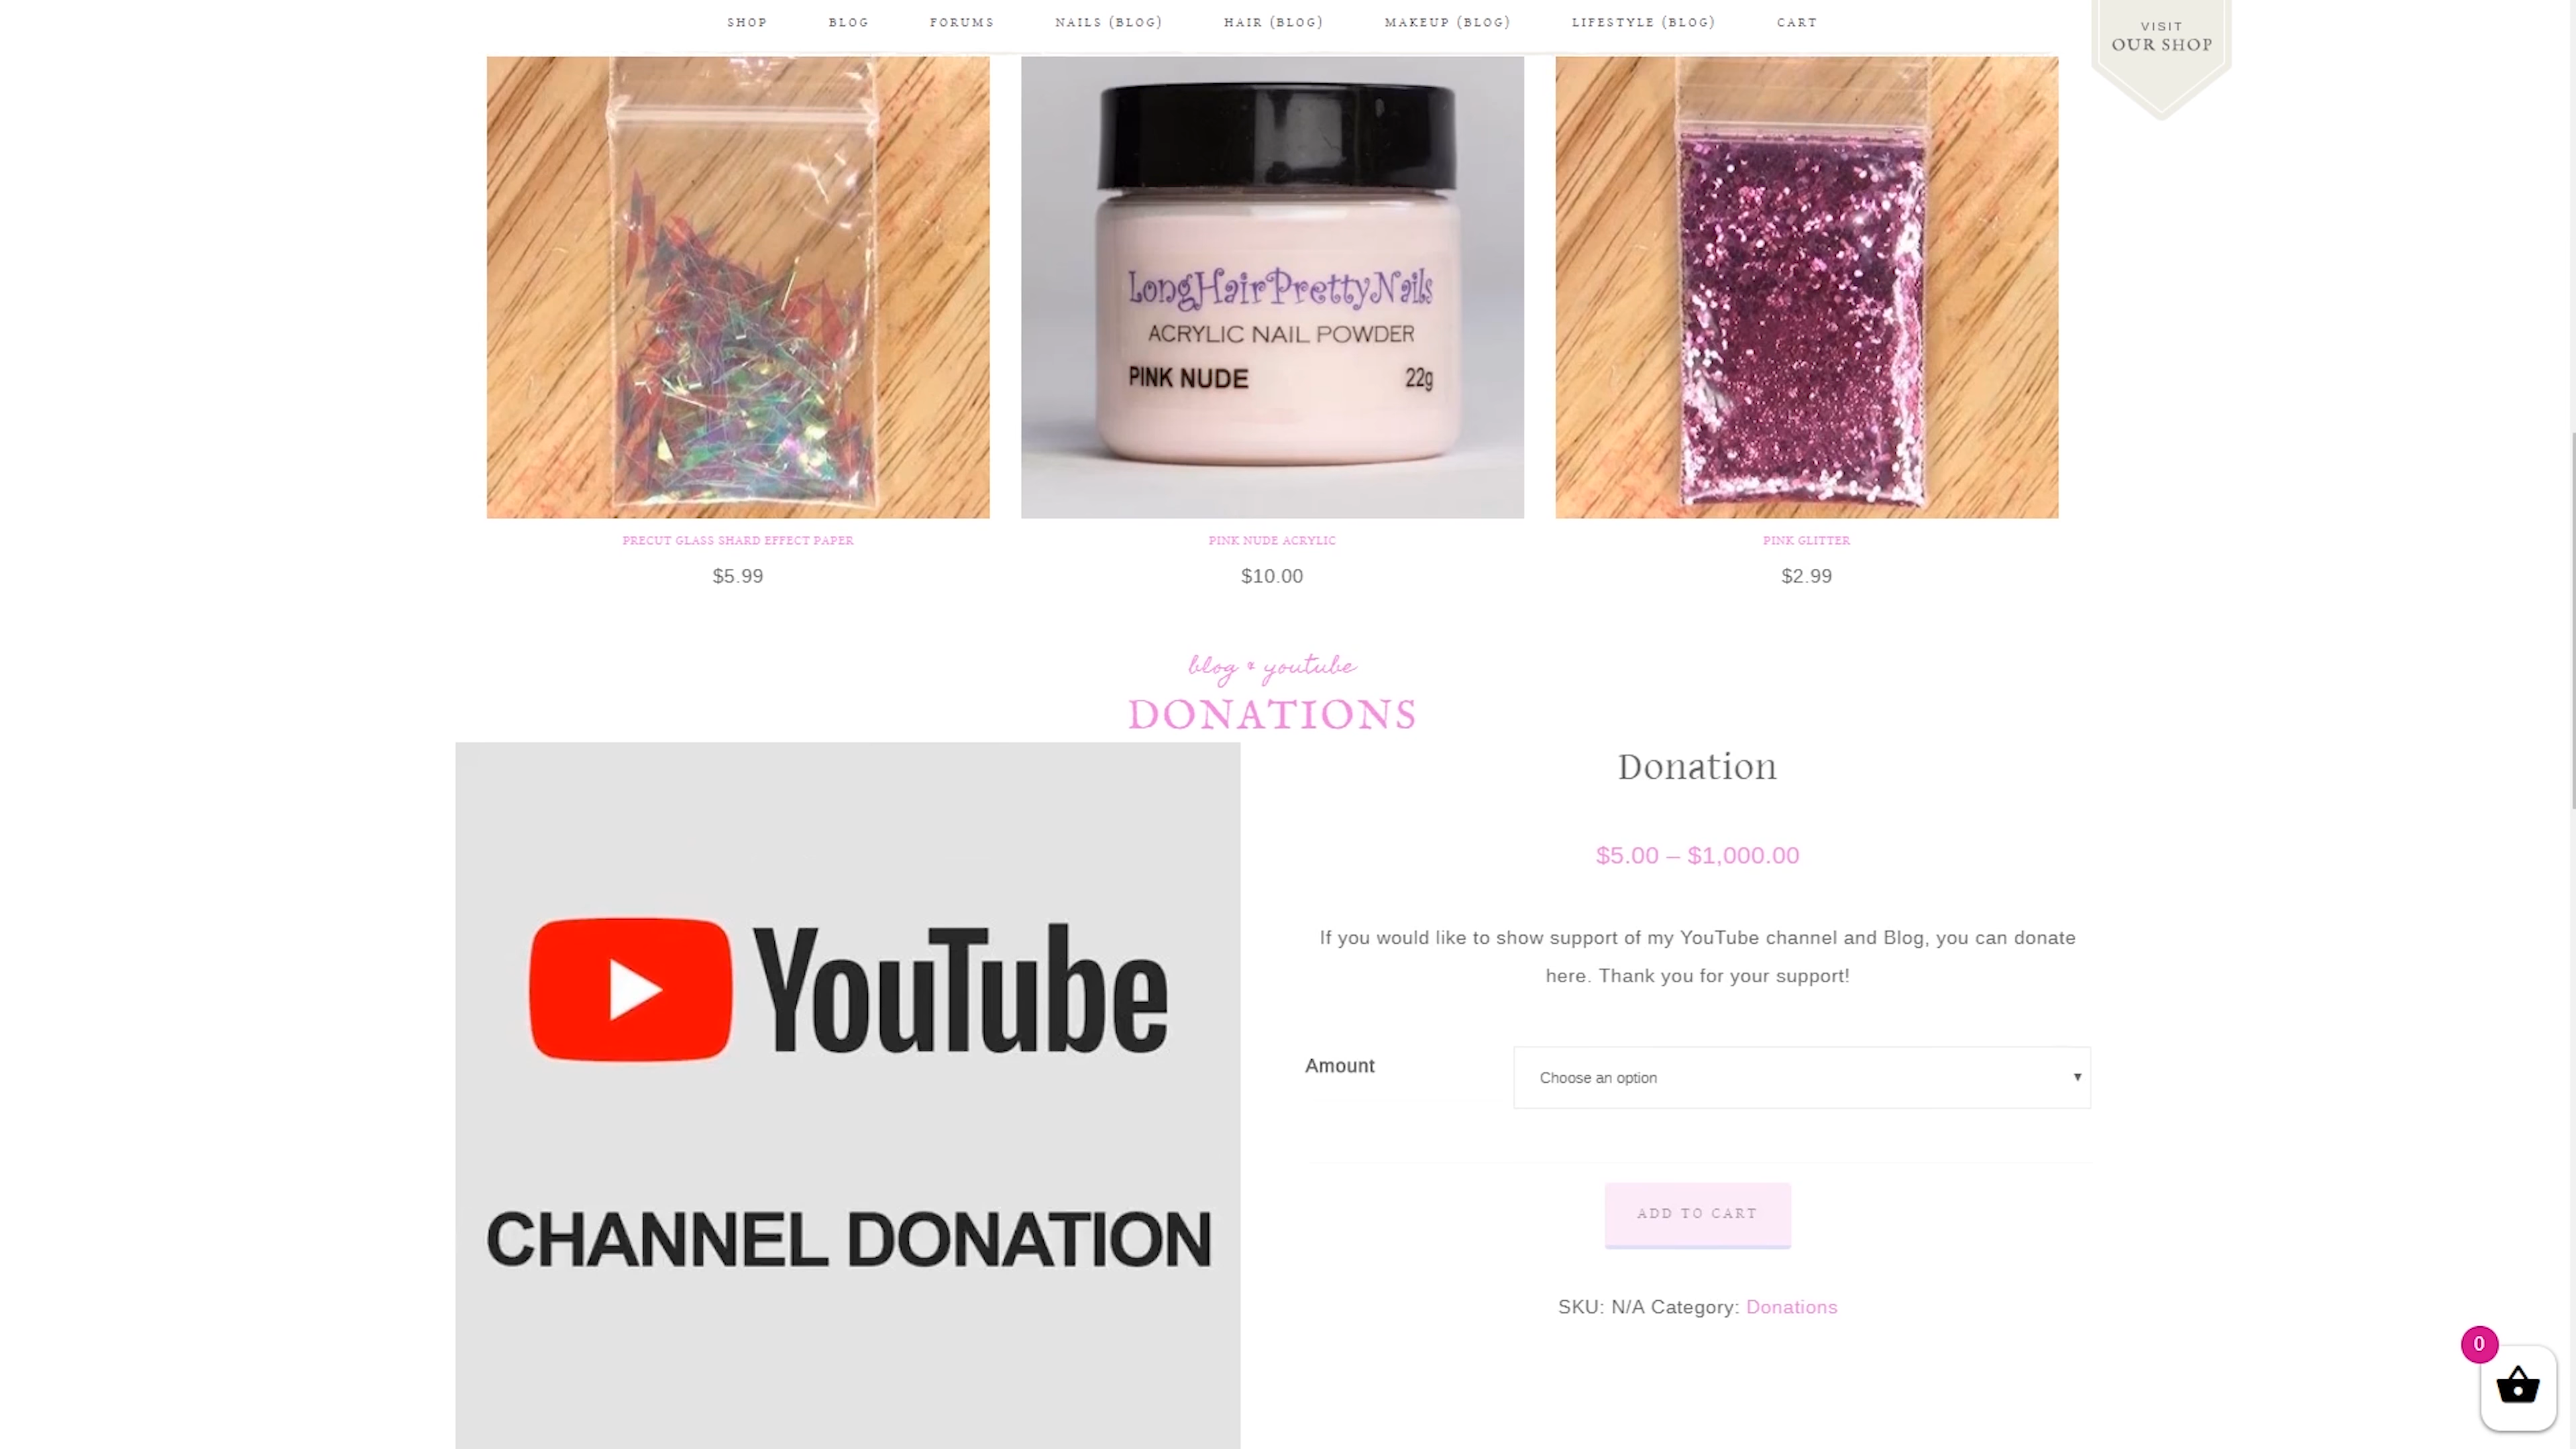 SHOP BLOG FORUMS NAILS (BLOG) HAIR (BLOG) MAKEUP (BLOG) LIFESTYLE (BLOG) CART
VISIT
OUR SHOP
LongHairPrettyNails
ACRYLIC NAIL POWDER
PINK NUDE 22g
PRECUT GLASS SHARD EFFECT PAPER
$5.99
PINK NUDE ACRYLIC
$10.00
PINK GLITTER
$2.99
blog & youtube
DONATIONS
YouTube
CHANNEL DONATION
Donation
$5.00 – $1,000.00
If you would like to show support of my YouTube channel and Blog, you can donate
here. Thank you for your support!
Amount
Choose an option
ADD TO CART
SKU: N/A Category: Donations
0